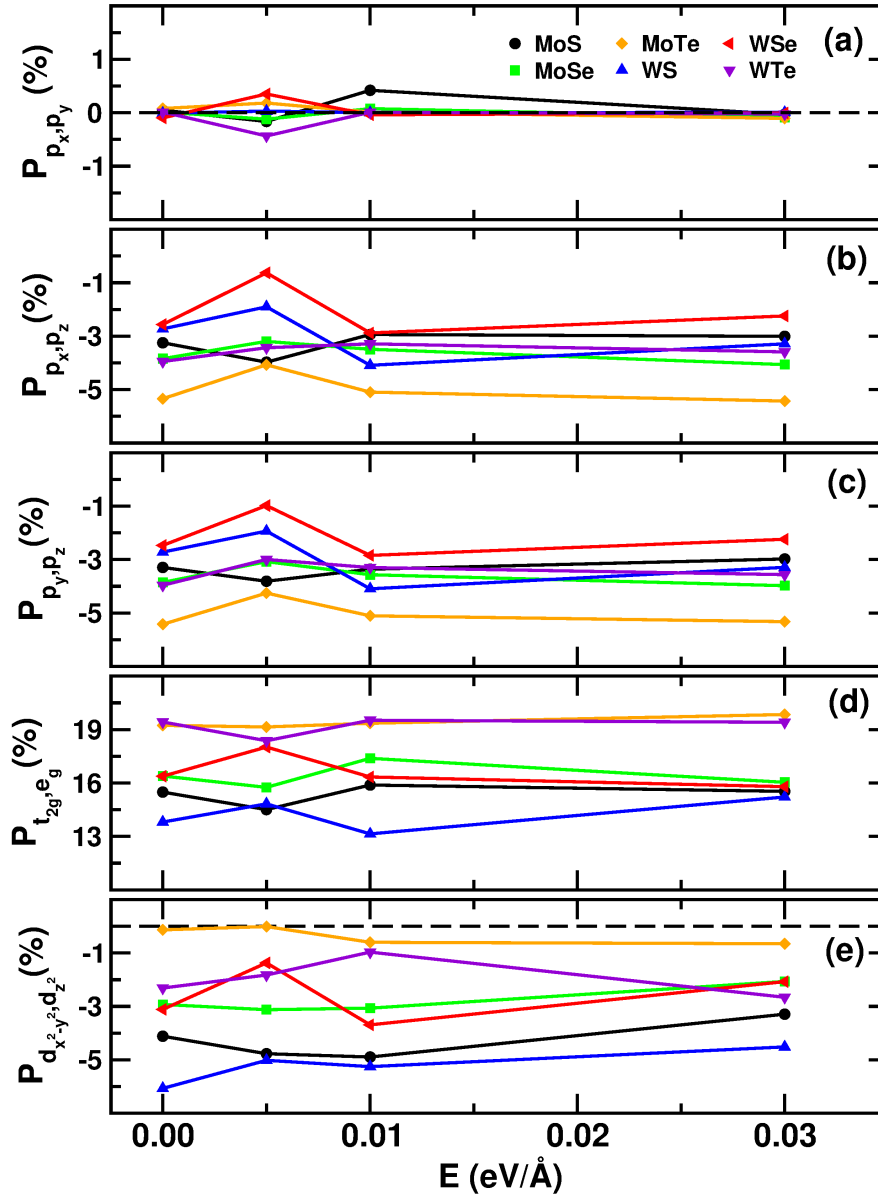 MoS MoTe WSe (a)
MoSe WS WTe
1
0
-1
P_{p_x,p_y} (%)
(b)
-1
-3
-5
P_{p_x,p_z} (%)
(c)
-1
-3
-5
P_{p_y,p_z} (%)
(d)
19
16
13
P_{t_{2g},e_g} (%)
(e)
-1
-3
-5
P_{d_{x^2-y^2},d_{z^2}} (%)
0.00 0.01 0.02 0.03
E (eV/Å)